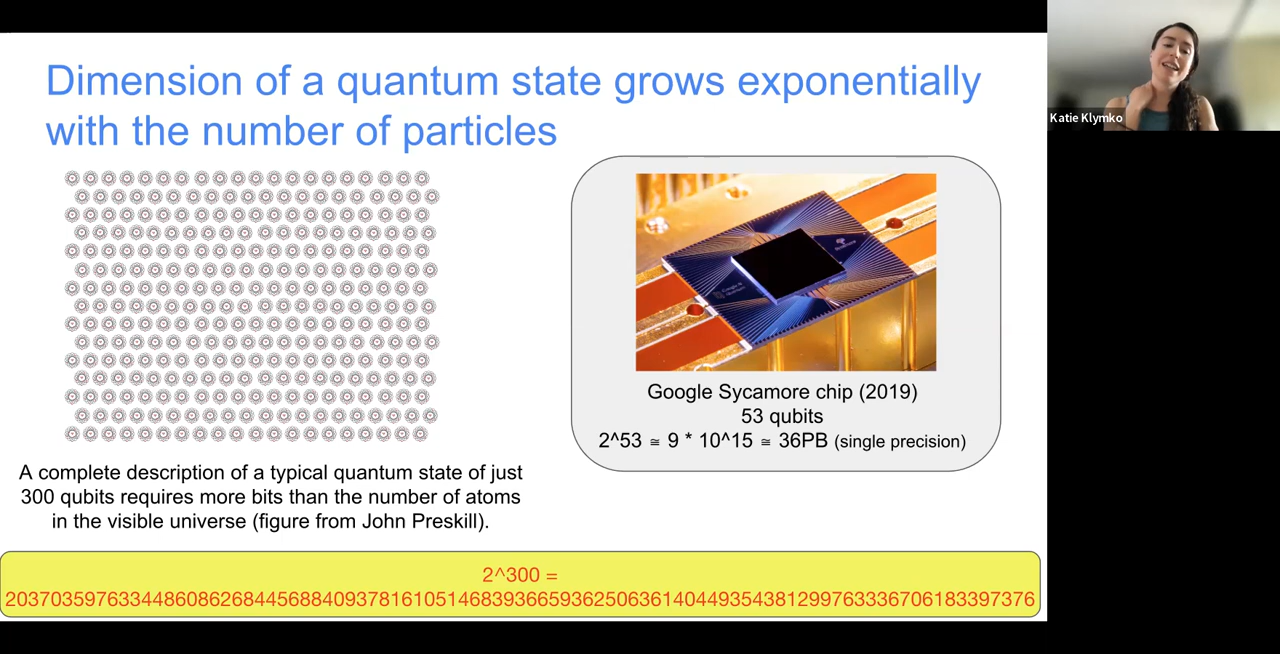 Dimension of a quantum state grows exponentially
with the number of particles
Katie Klymko
Google Sycamore chip (2019)
53 qubits
2^53 ≅ 9 * 10^15 ≅ 36PB (single precision)
A complete description of a typical quantum state of just
300 qubits requires more bits than the number of atoms
in the visible universe (figure from John Preskill).
2^300 =
2037035976334486086268445688409378161051468393665936250636140449354381299763336706183397376